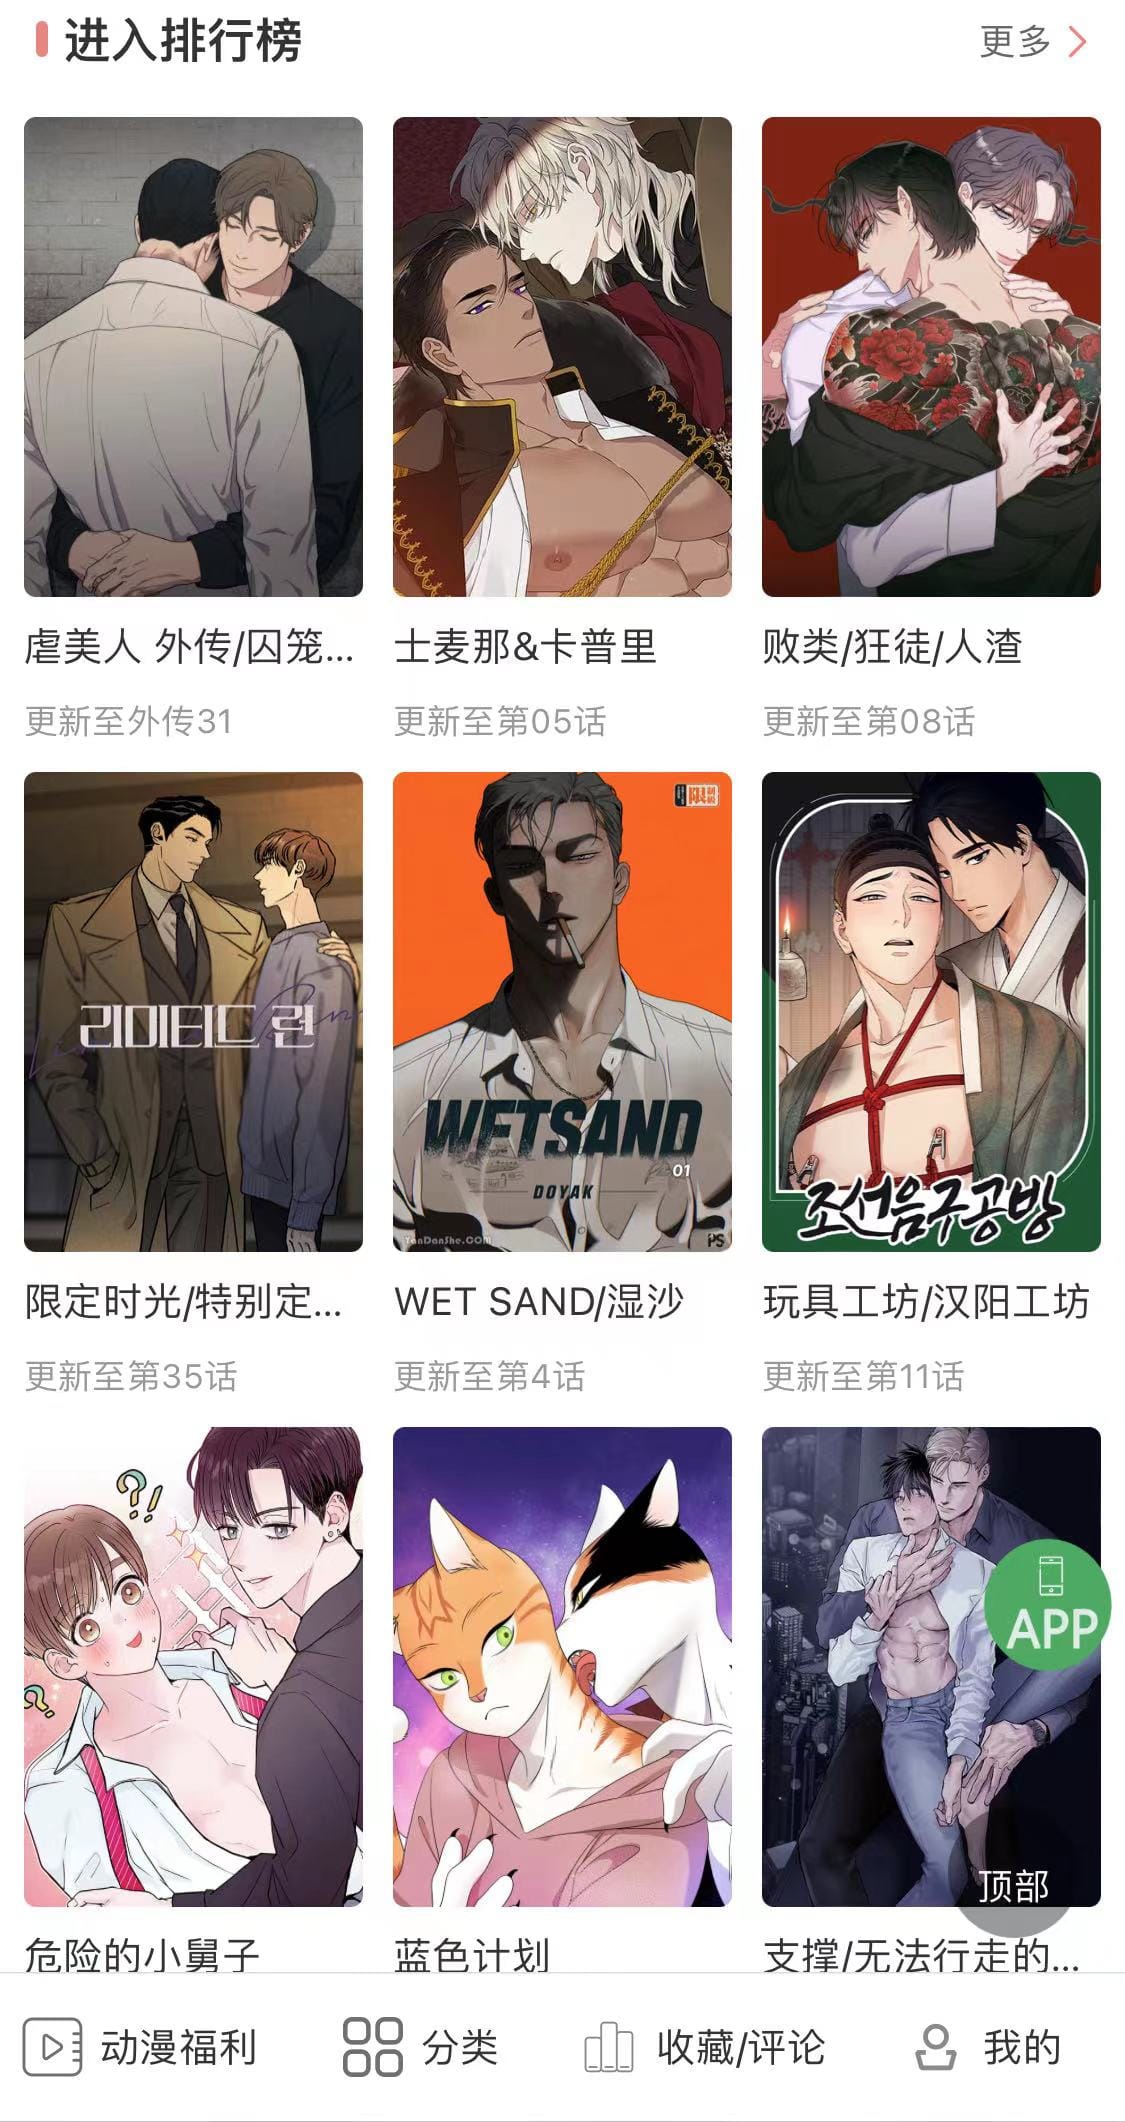 进入排行榜
更多
虐美人 外传/囚笼...
士麦那&卡普里
败类/狂徒/人渣
更新至外传31
更新至第05话
更新至第08话
리미티드 런
WETSAND
01
DOYAK
YanDanShe.COM
PS
조선음구공방
限定时光/特别定...
WET SAND/湿沙
玩具工坊/汉阳工坊
更新至第35话
更新至第4话
更新至第11话
?!
?
APP
顶部
危险的小舅子
蓝色计划
支撑/无法行走的...
动漫福利
分类
收藏/评论
我的